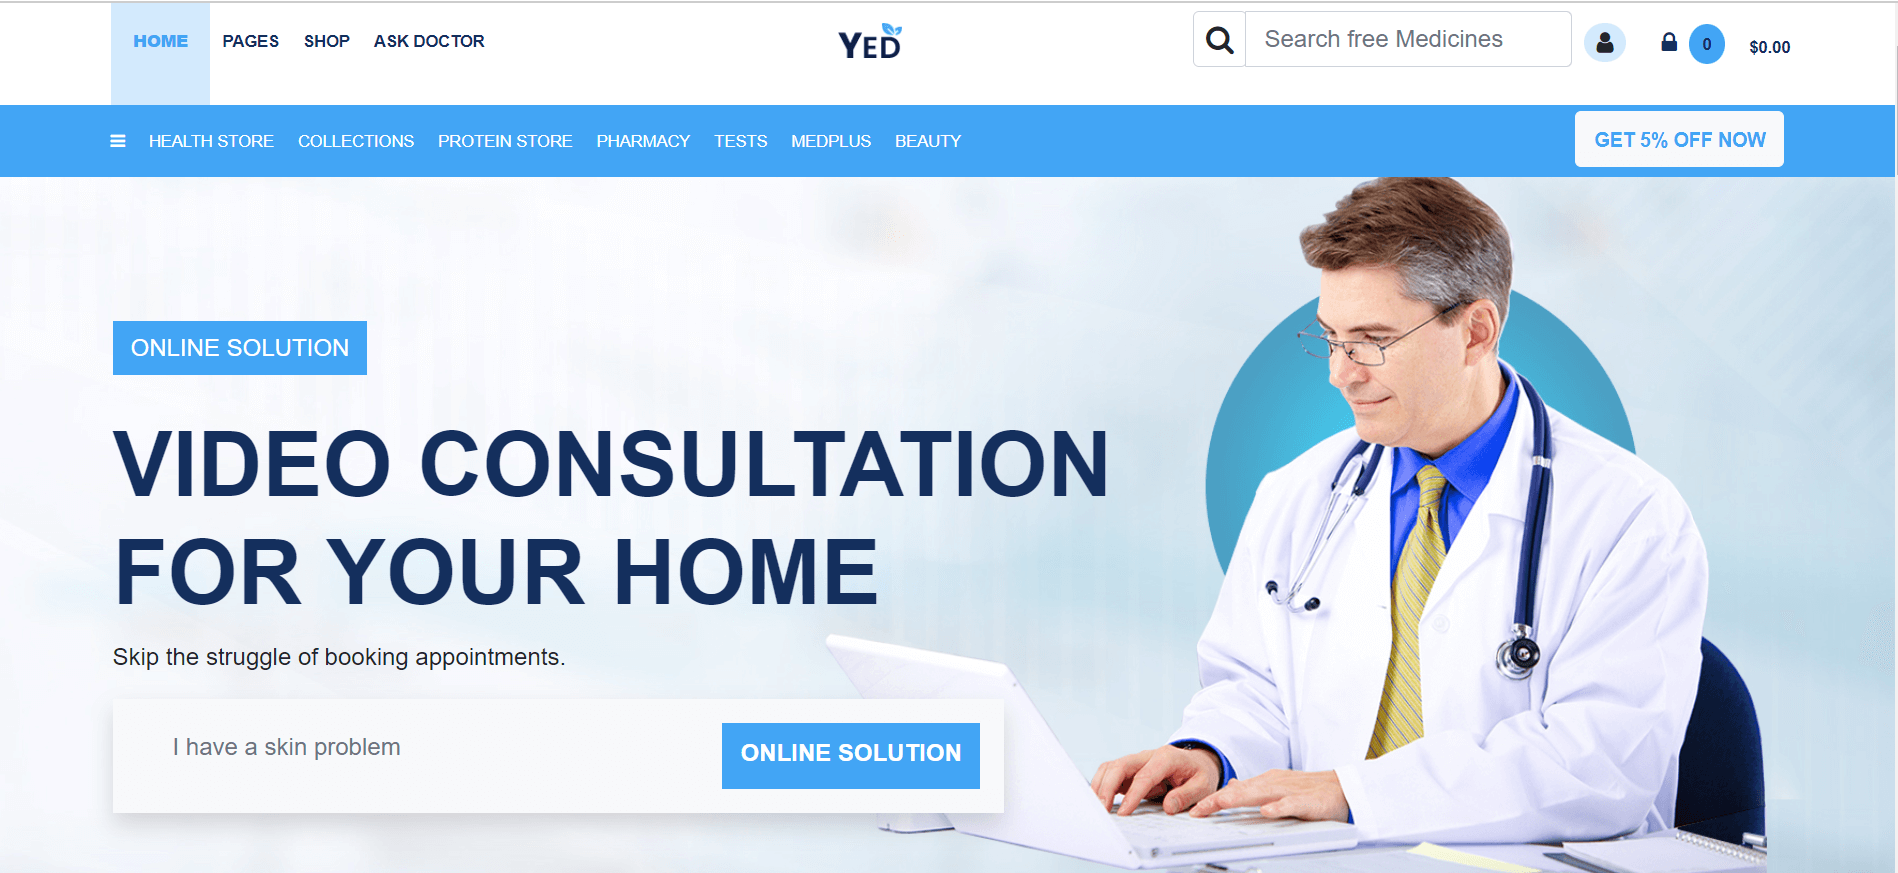 HOME PAGES SHOP ASK DOCTOR YED Search free Medicines 0 $0.00
HEALTH STORE COLLECTIONS PROTEIN STORE PHARMACY TESTS MEDPLUS BEAUTY GET 5% OFF NOW
ONLINE SOLUTION
VIDEO CONSULTATION
FOR YOUR HOME
Skip the struggle of booking appointments.
I have a skin problem ONLINE SOLUTION